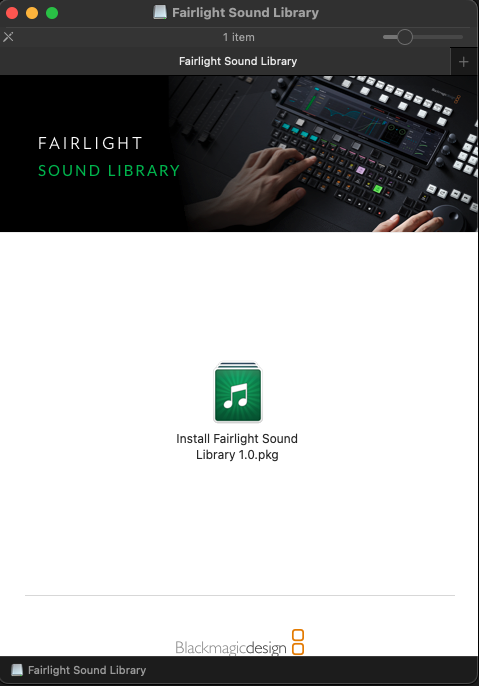 Fairlight Sound Library
1 item
Fairlight Sound Library
FAIRLIGHT
SOUND LIBRARY
Install Fairlight Sound
Library 1.0.pkg
Blackmagicdesign
Fairlight Sound Library